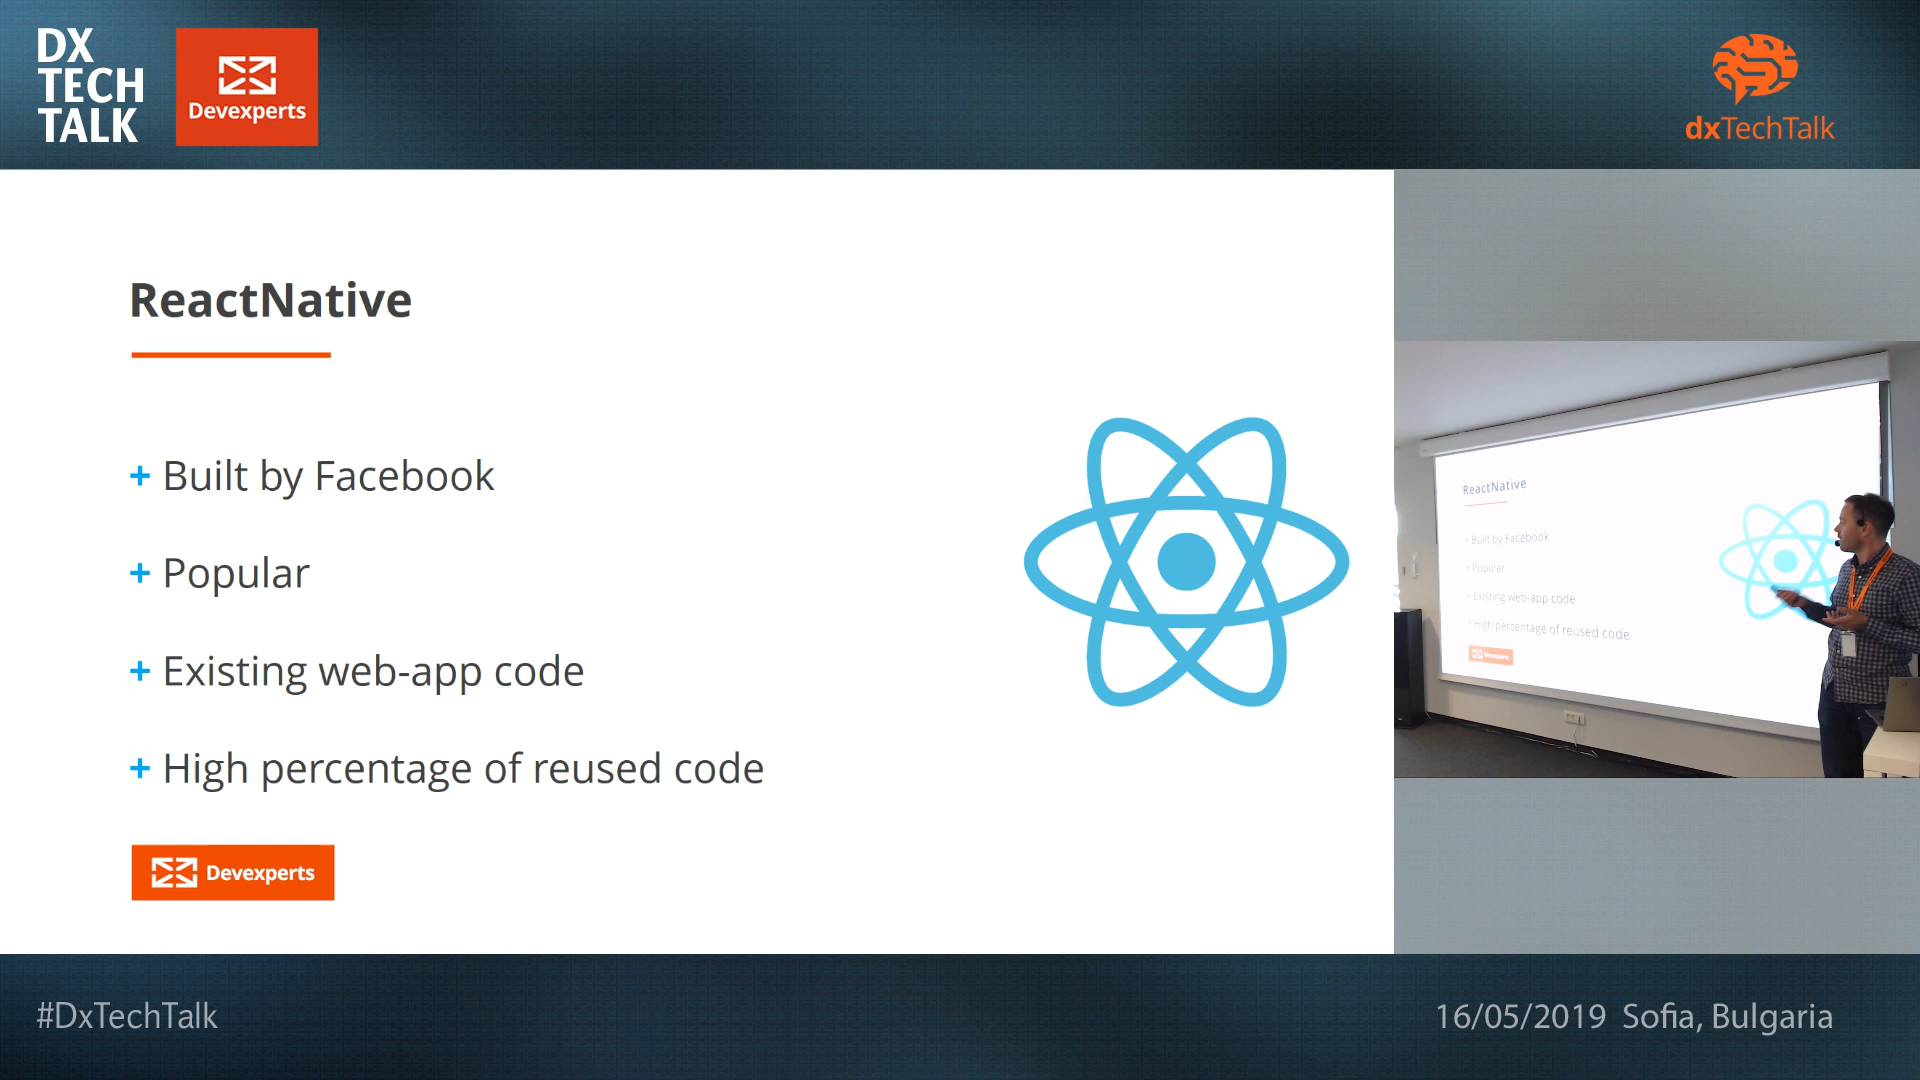 DX
TECH
TALK
Devexperts
dxTechTalk
ReactNative
+ Built by Facebook
+ Popular
+ Existing web-app code
+ High percentage of reused code
Devexperts
ReactNative
+ Built by Facebook
+ Popular
+ Existing web-app code
+ High percentage of reused code
Devexperts
#DxTechTalk
16/05/2019 Sofia, Bulgaria